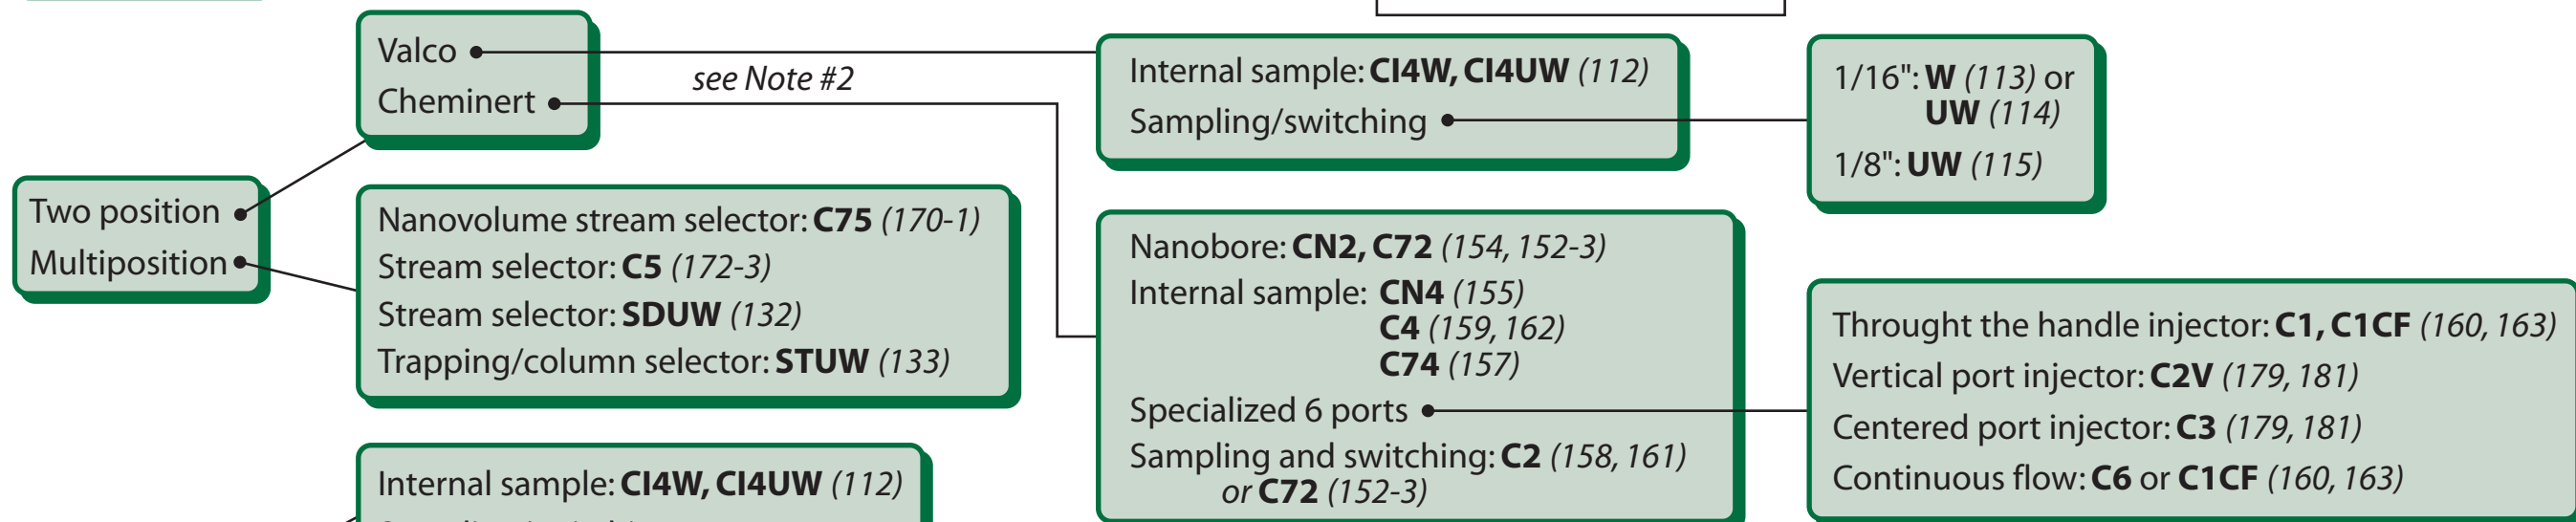 Valco
Cheminert
see Note #2
Internal sample: CI4W, CI4UW (112)
Sampling/switching
1/16": W (113) or
UW (114)
1/8": UW (115)
Two position
Multiposition
Nanovolume stream selector: C75 (170-1)
Stream selector: C5 (172-3)
Stream selector: SDUW (132)
Trapping/column selector: STUW (133)
Nanobore: CN2, C72 (154, 152-3)
Internal sample: CN4 (155)
C4 (159, 162)
C74 (157)
Specialized 6 ports
Sampling and switching: C2 (158, 161)
or C72 (152-3)
Throught the handle injector: C1, C1CF (160, 163)
Vertical port injector: C2V (179, 181)
Centered port injector: C3 (179, 181)
Continuous flow: C6 or C1CF (160, 163)
Internal sample: CI4W, CI4UW (112)